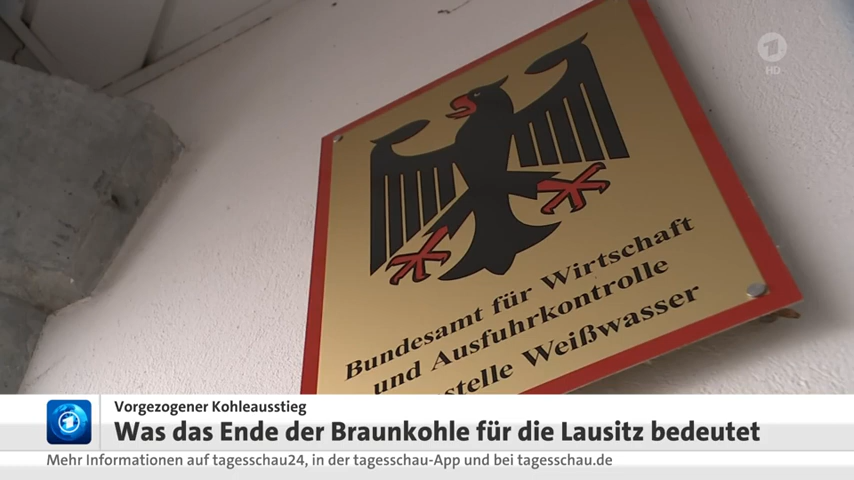 1
HD
Bundesamt für Wirtschaft
und Ausfuhrkontrolle
stelle Weißwasser
Vorgezogener Kohleausstieg
Was das Ende der Braunkohle für die Lausitz bedeutet
Mehr Informationen auf tagesschau24, in der tagesschau-App und bei tagesschau.de